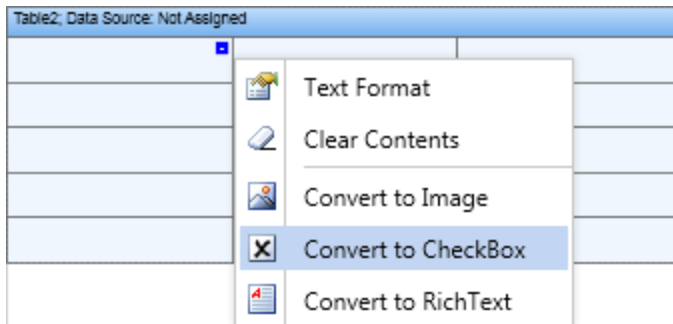 Table2; Data Source: Not Assigned
Text Format
Clear Contents
Convert to Image
Convert to CheckBox
Convert to RichText